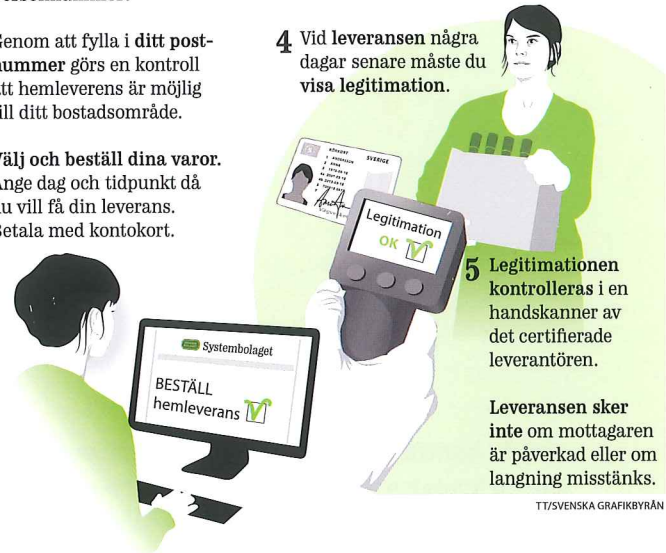 Genom att fylla i ditt post-
nummer görs en kontroll
att hemleverens är möjlig
till ditt bostadsområde.
Välj och beställ dina varor.
Ange dag och tidpunkt då
du vill få din leverans.
Betala med kontokort.
4 Vid leveransen några
dagar senare måste du
visa legitimation.
KÖRKORT SVERIGE
Legitimation
OK
5 Legitimationen
kontrolleras i en
handskanner av
det certifierade
leverantören.
Leveransen sker
inte om mottagaren
är påverkad eller om
langning misstänks.
Systembolaget
BESTÄLL
hemleverans
TT/SVENSKA GRAFIKBYRÅN